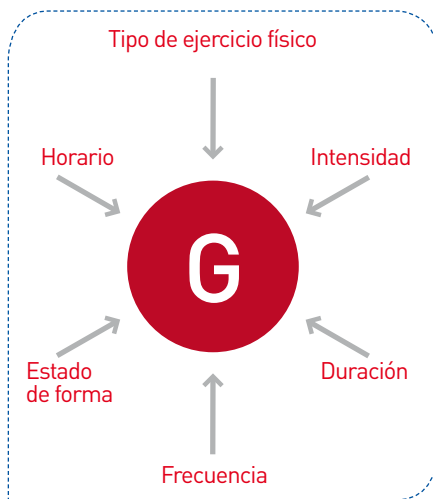 Tipo de ejercicio físico
Horario
Intensidad
G
Estado
de forma
Duración
Frecuencia